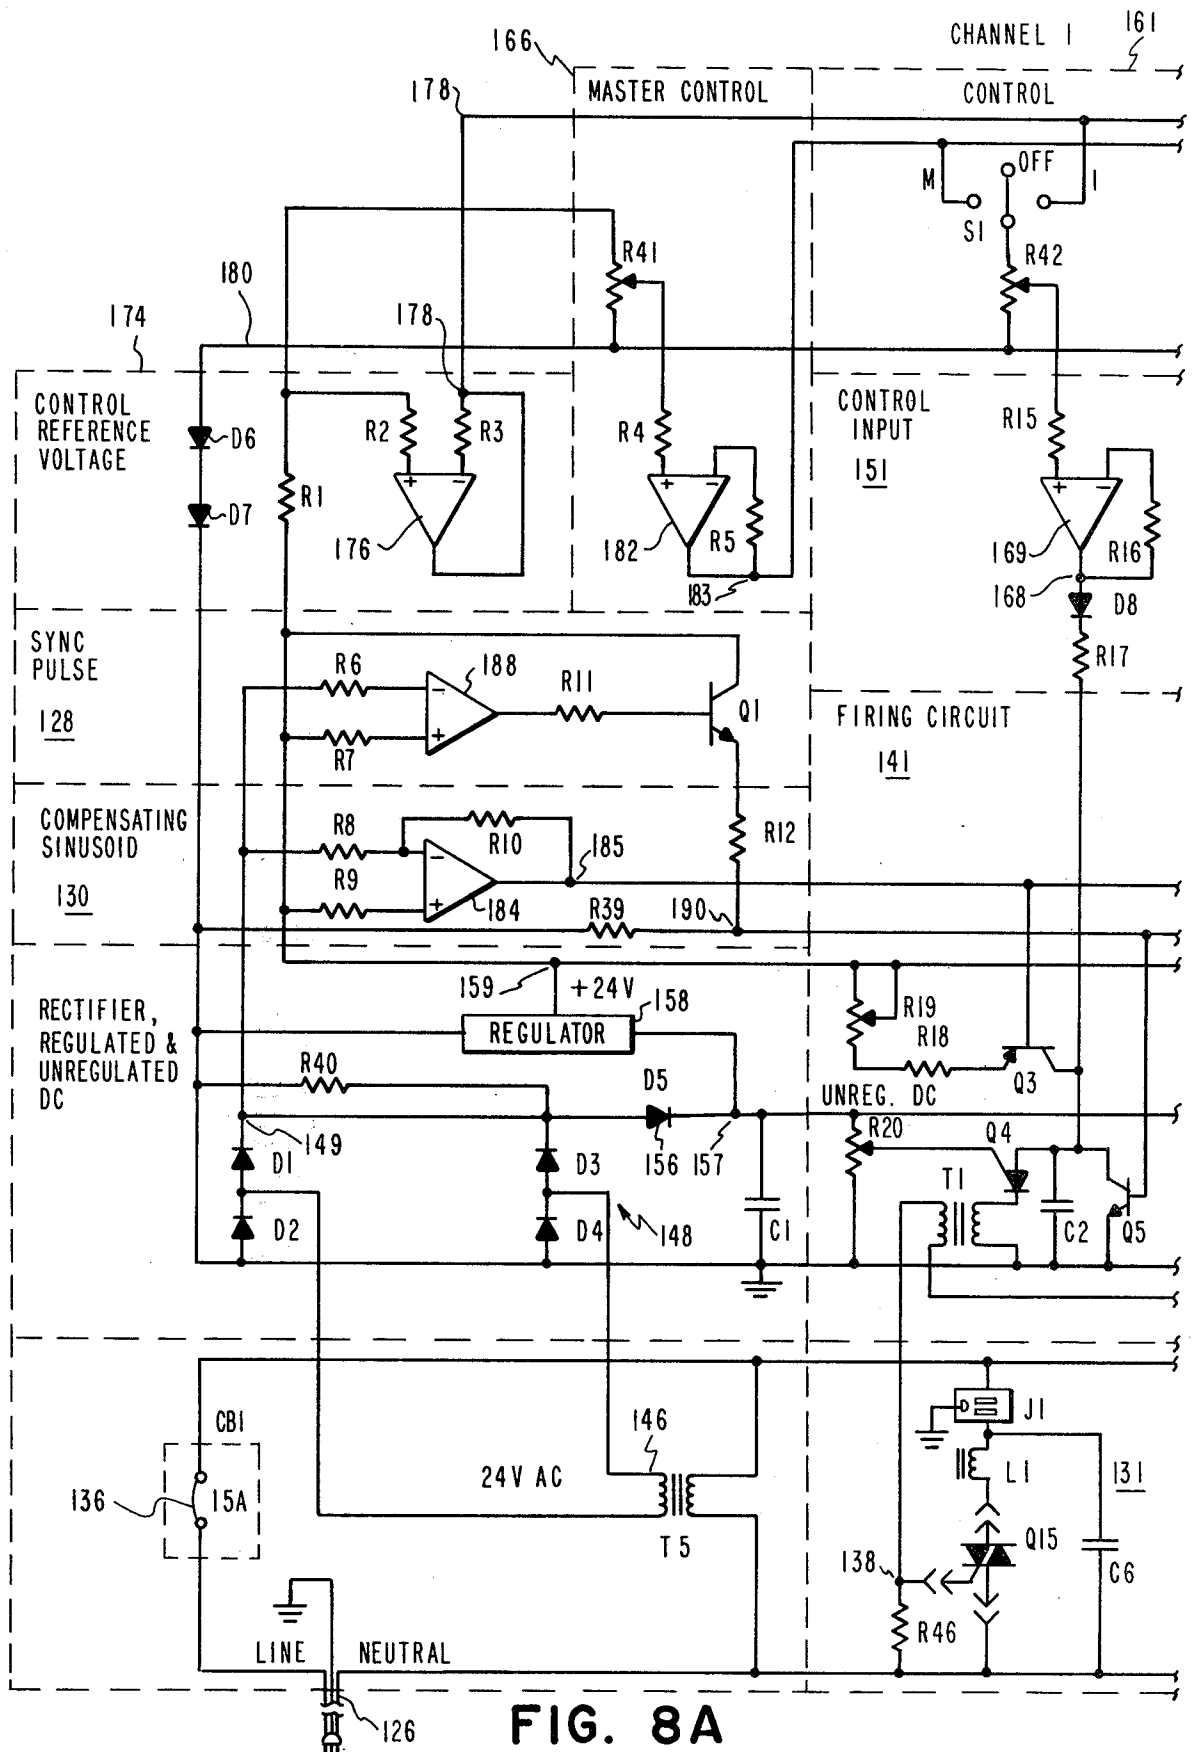 CHANNEL 1
161
166
178
MASTER CONTROL
CONTROL
OFF
M
I
S1
R41
R42
180
174
178
CONTROL
REFERENCE
VOLTAGE
D6
D7
R1
R2
R3
176
R4
R5
182
183
CONTROL
INPUT
151
R15
R16
169
168
D8
R17
SYNC
PULSE
128
R6
188
R11
Q1
R7
FIRING CIRCUIT
141
COMPENSATING
SINUSOID
130
R8
R10
185
R12
R9
184
R39
190
159
+24V
158
REGULATOR
R19
R18
Q3
RECTIFIER,
REGULATED &
UNREGULATED
DC
R40
D5
UNREG. DC
149
156
157
R20
Q4
D1
D3
T1
D2
D4
148
C1
C2
Q5
CB1
146
J1
136
15A
24V AC
L1
131
T5
Q15
138
C6
R46
LINE
NEUTRAL
126
FIG. 8A